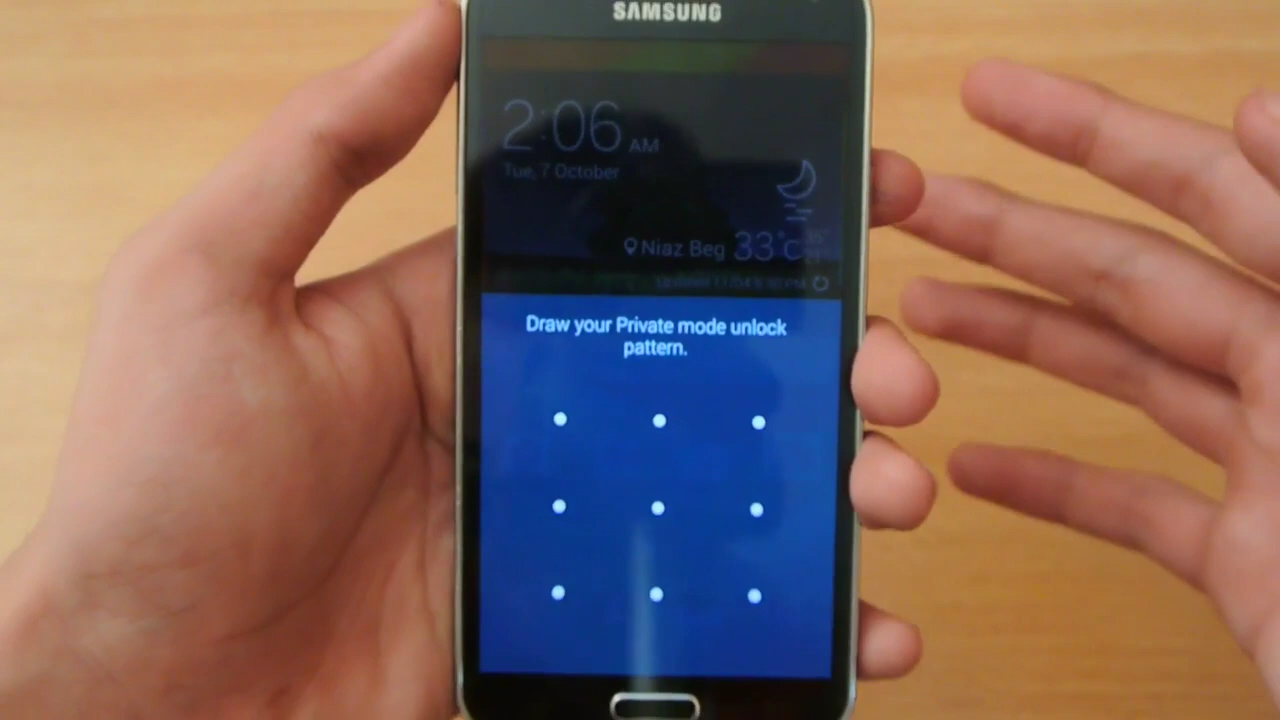 SAMSUNG
2:06 AM
Tue, 7 October
Niaz Beg 33°c
Draw your Private mode unlock
pattern.